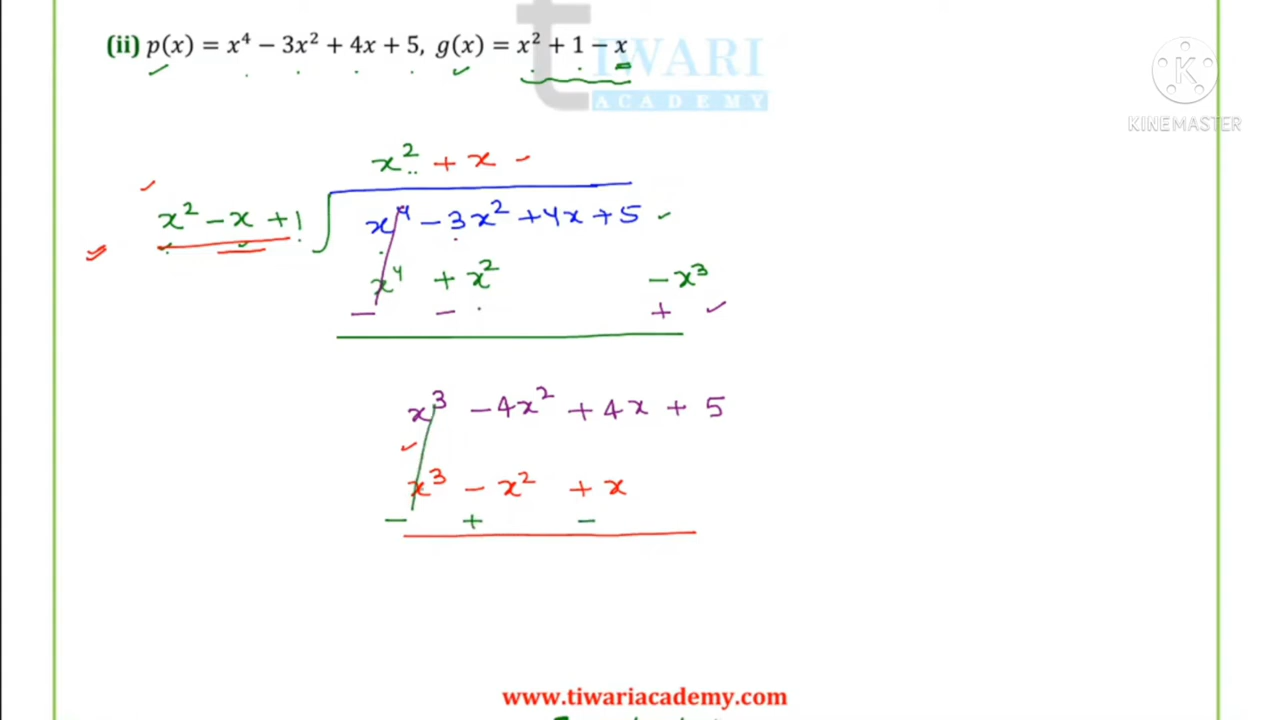 (ii) p(x) = x⁴ − 3x² + 4x + 5, g(x) = x² + 1 − x
TIWARI
ACADEMY
K
KINEMASTER
x² + x −
x² − x + 1 ) x⁴ − 3x² + 4x + 5
x⁴ + x² − x³
− − +
x³ − 4x² + 4x + 5
x³ − x² + x
− + −
www.tiwariacademy.com